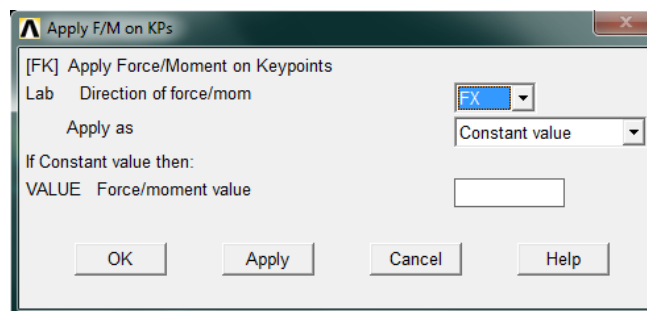 Apply F/M on KPs
[FK] Apply Force/Moment on Keypoints
Lab Direction of force/mom FX
Apply as Constant value
If Constant value then:
VALUE Force/moment value
OK Apply Cancel Help